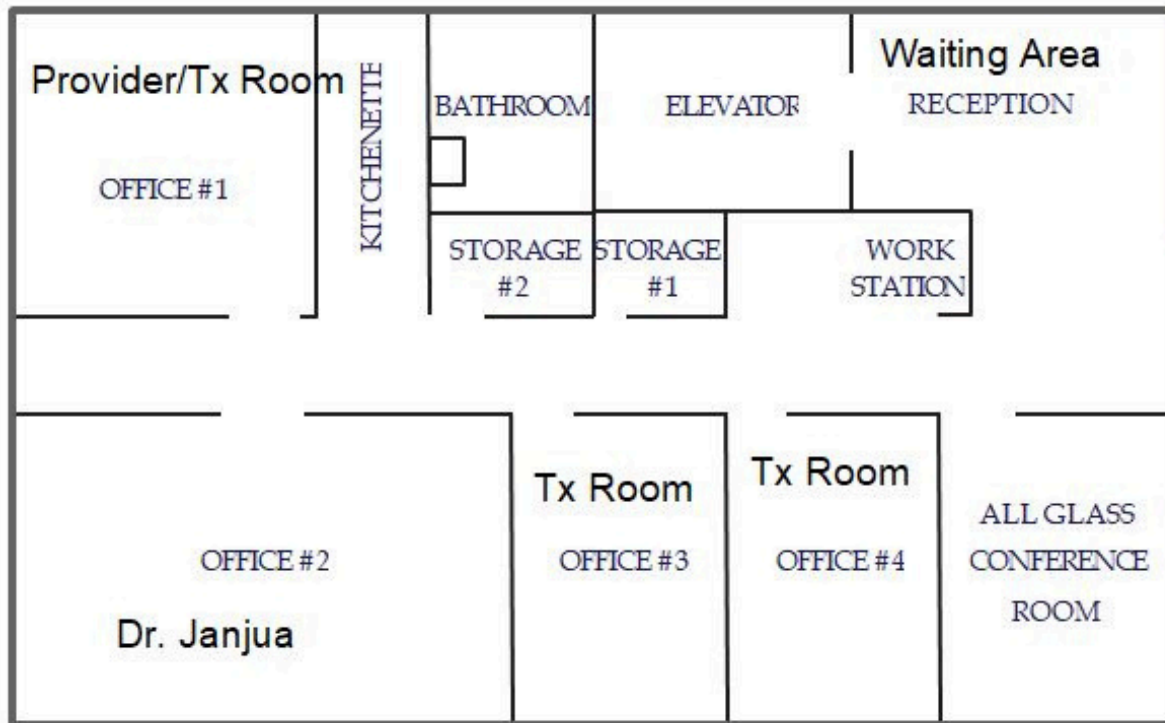 Provider/Tx Room
OFFICE #1
KITCHENETTE
BATHROOM
ELEVATOR
Waiting Area
RECEPTION
STORAGE
#2
STORAGE
#1
WORK
STATION
OFFICE #2
Dr. Janjua
Tx Room
OFFICE #3
Tx Room
OFFICE #4
ALL GLASS
CONFERENCE
ROOM